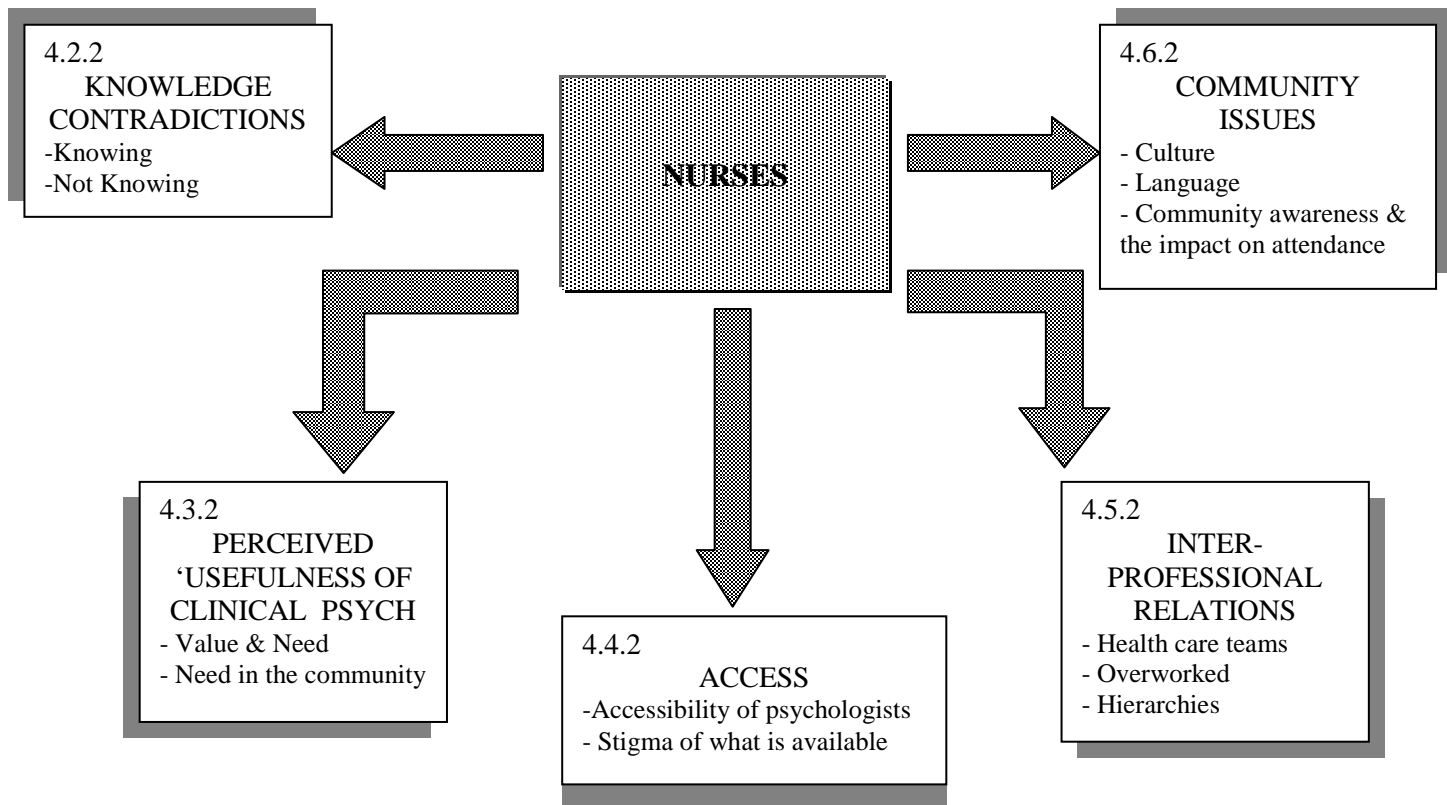 4.2.2
KNOWLEDGE
CONTRADICTIONS
-Knowing
-Not Knowing
NURSES
4.6.2
COMMUNITY
ISSUES
- Culture
- Language
- Community awareness &
the impact on attendance
4.3.2
PERCEIVED
‘USEFULNESS OF
CLINICAL PSYCH
- Value & Need
- Need in the community
4.4.2
ACCESS
-Accessibility of psychologists
- Stigma of what is available
4.5.2
INTER-
PROFESSIONAL
RELATIONS
- Health care teams
- Overworked
- Hierarchies